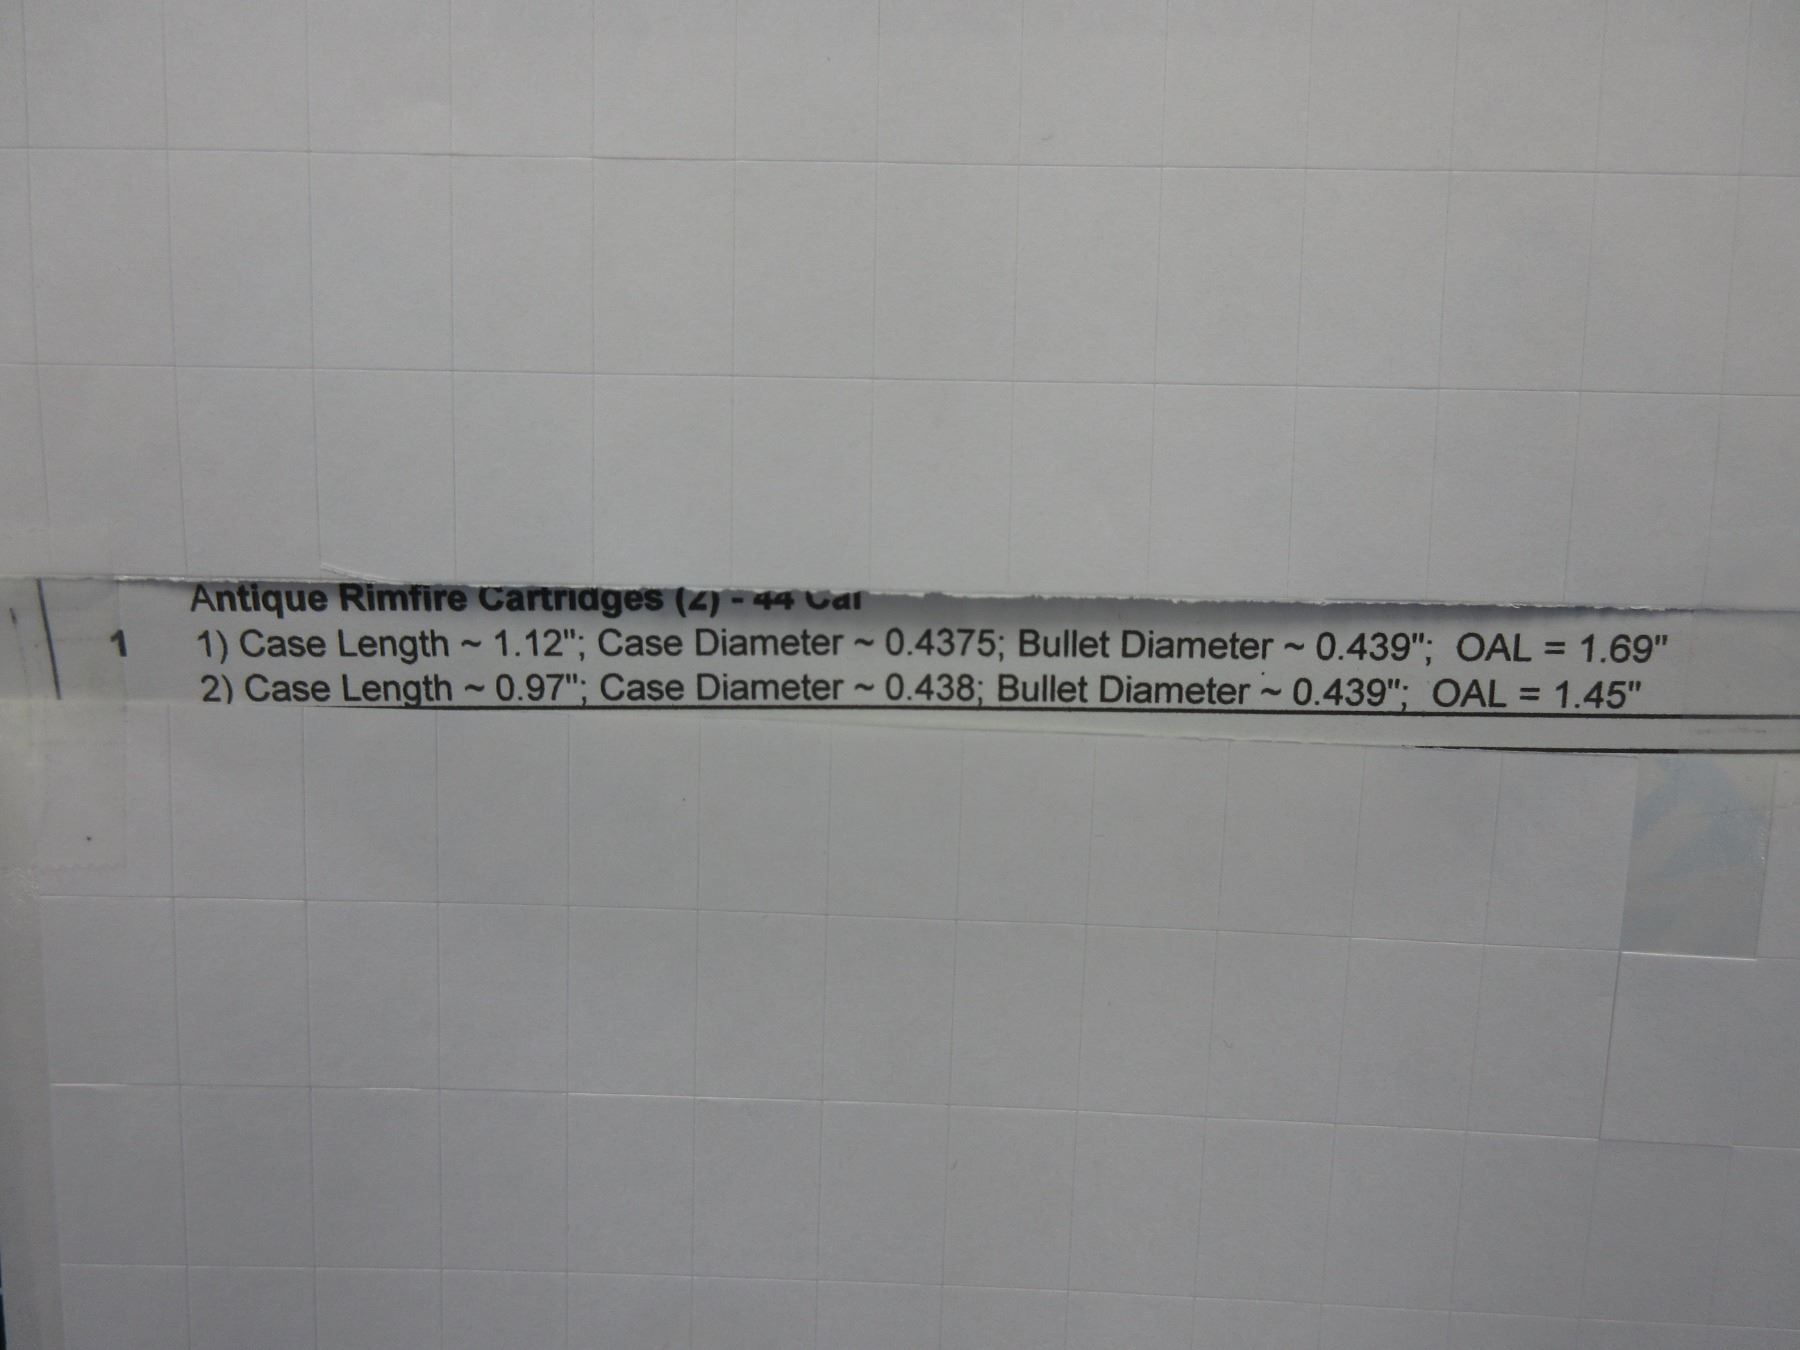 Antique Rimfire Cartridges (2) - 44 Cal
1 1) Case Length ~ 1.12"; Case Diameter ~ 0.4375; Bullet Diameter ~ 0.439"; OAL = 1.69"
2) Case Length ~ 0.97"; Case Diameter ~ 0.438; Bullet Diameter ~ 0.439"; OAL = 1.45"